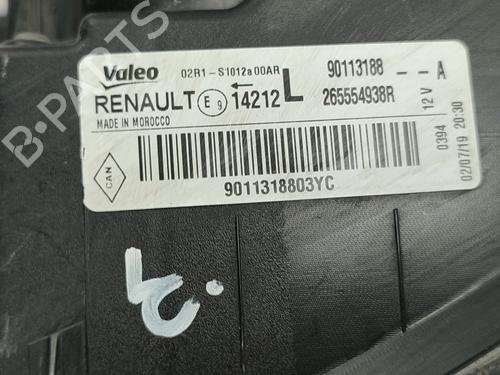 Valeo 02R1-S1012a00AR 90113188 -- A
RENAULT E9 14212 L 265554938R
MADE IN MOROCCO
12 V
0394
02/07/19 20:30
CAN
9011318803YC
B-PARTS